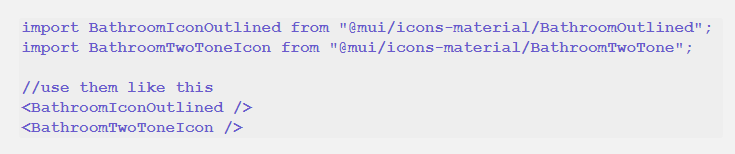 import BathroomIconOutlined from "@mui/icons-material/BathroomOutlined";
import BathroomTwoToneIcon from "@mui/icons-material/BathroomTwoTone";
//use them like this
<BathroomIconOutlined />
<BathroomTwoToneIcon />